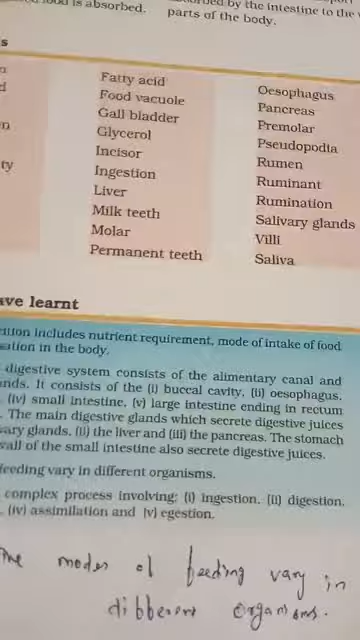 food is absorbed.
by the intestine to the
parts of the body.
s
Fatty acid
Food vacuole
Gall bladder
Glycerol
Incisor
Ingestion
Liver
Milk teeth
Molar
Permanent teeth
Oesophagus
Pancreas
Premolar
Pseudopodia
Rumen
Ruminant
Rumination
Salivary glands
Villi
Saliva
ty
ave learnt
includes nutrient requirement, mode of intake of food
in the body.
digestive system consists of the alimentary canal and
It consists of the (i) buccal cavity, (ii) oesophagus,
(iv) small intestine, (v) large intestine ending in rectum
The main digestive glands which secrete digestive juices
glands, (ii) the liver and (iii) the pancreas. The stomach
wall of the small intestine also secrete digestive juices.
feeding vary in different organisms.
complex process involving: (i) ingestion, (ii) digestion,
(iv) assimilation and (v) egestion.
The modes of feeding vary in
different organisms.